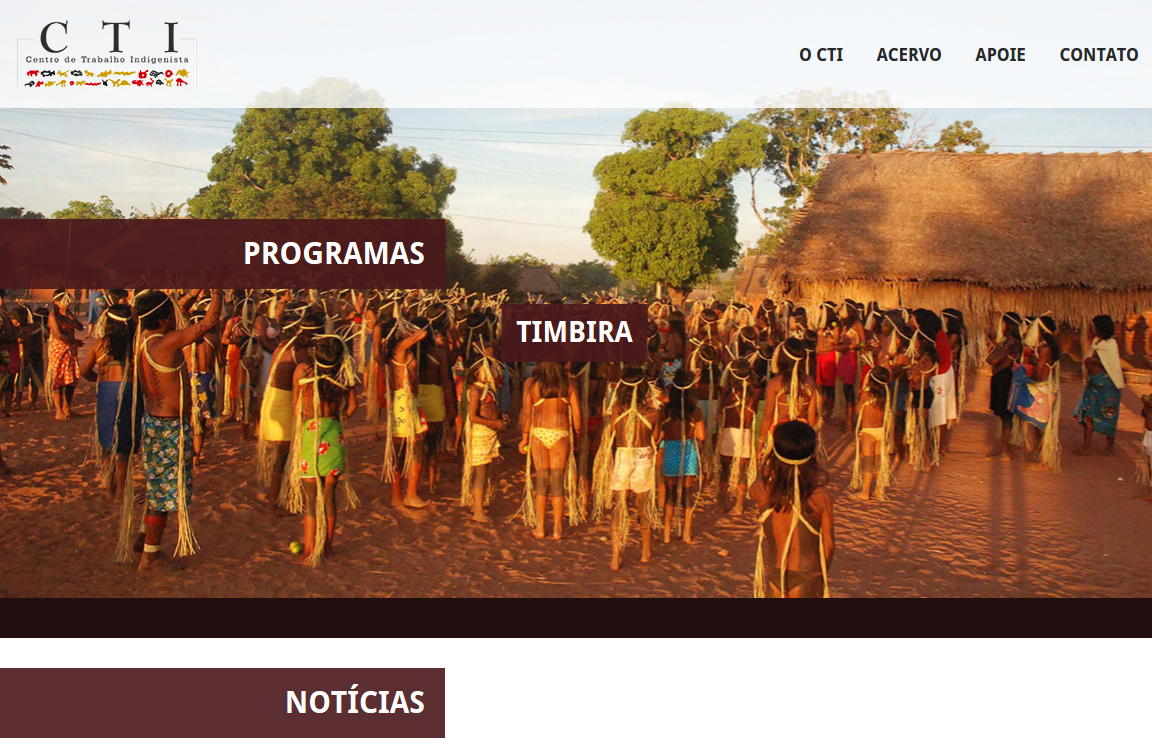 C T I
Centro de Trabalho Indigenista
O CTI
ACERVO
APOIE
CONTATO
PROGRAMAS
TIMBIRA
NOTÍCIAS